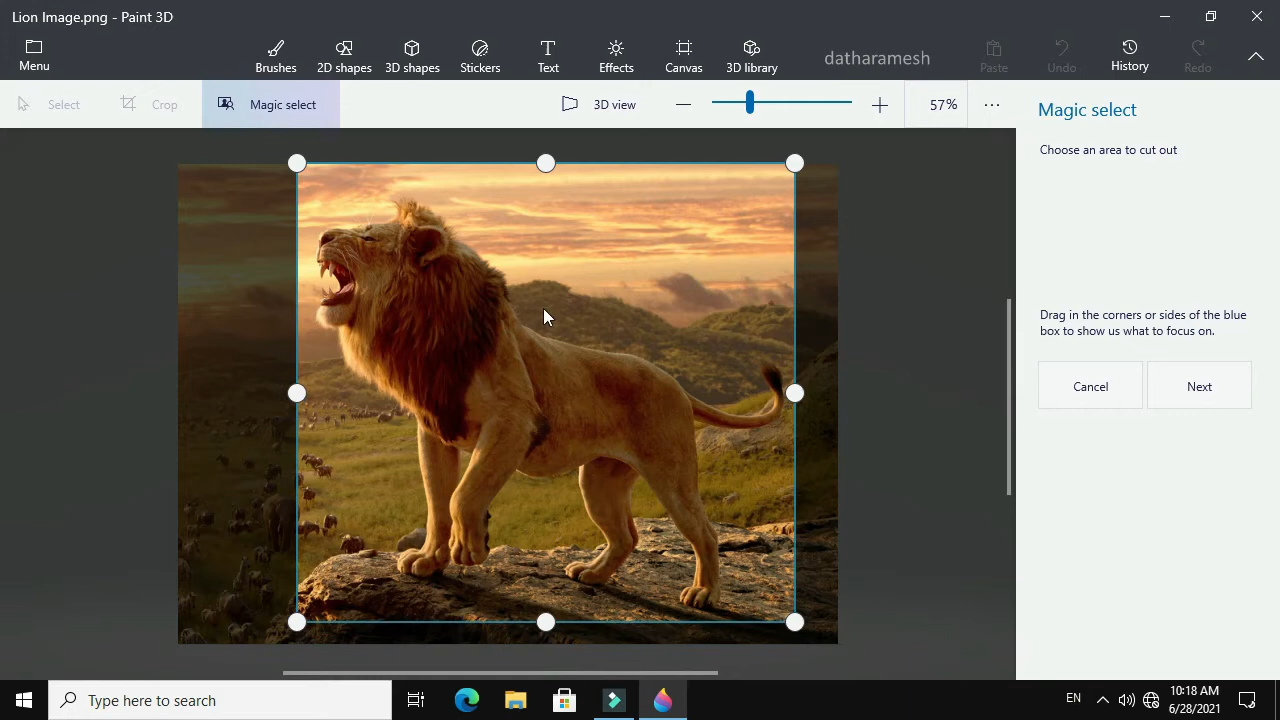 Lion Image.png - Paint 3D
Menu
Brushes
2D shapes
3D shapes
Stickers
Text
Effects
Canvas
3D library
datharamesh
Paste
Undo
History
Redo
Select
Crop
Magic select
3D view
57%
Magic select
Choose an area to cut out
Drag in the corners or sides of the blue
box to show us what to focus on.
Cancel
Next
Type here to search
EN
10:18 AM
6/28/2021